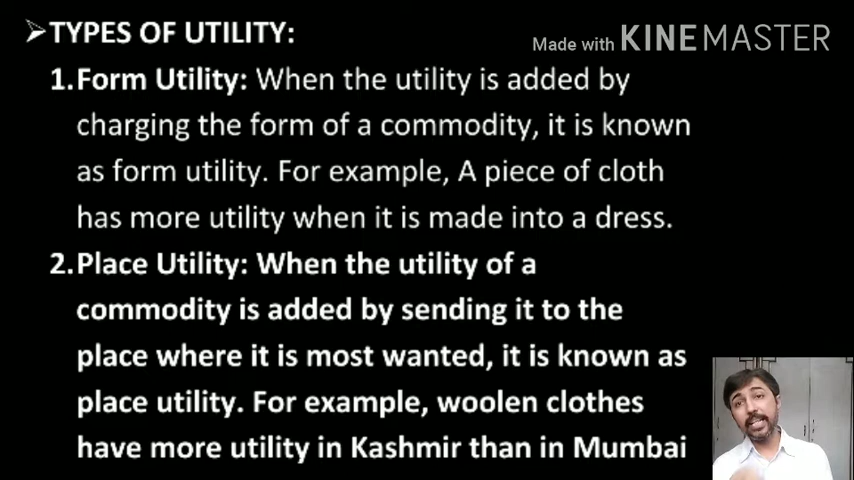 ➢TYPES OF UTILITY:
Made with KINEMASTER
1.Form Utility: When the utility is added by
charging the form of a commodity, it is known
as form utility. For example, A piece of cloth
has more utility when it is made into a dress.
2.Place Utility: When the utility of a
commodity is added by sending it to the
place where it is most wanted, it is known as
place utility. For example, woolen clothes
have more utility in Kashmir than in Mumbai